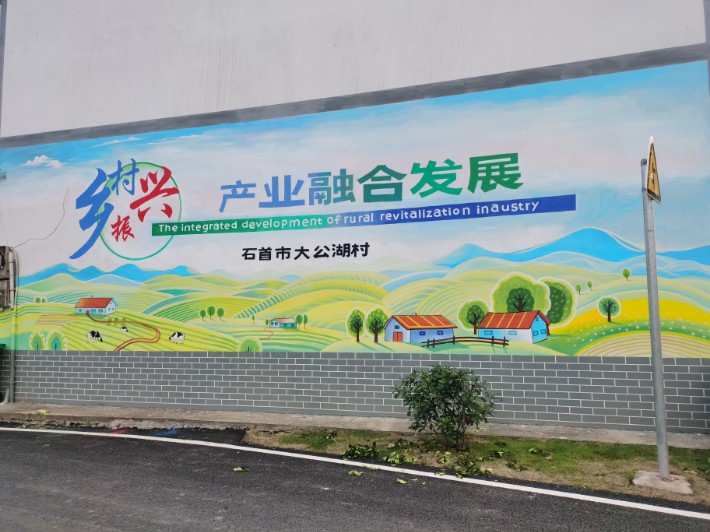 乡村振兴
产业融合发展
The integrated development of rural revitalization inaustry
石首市大公湖村